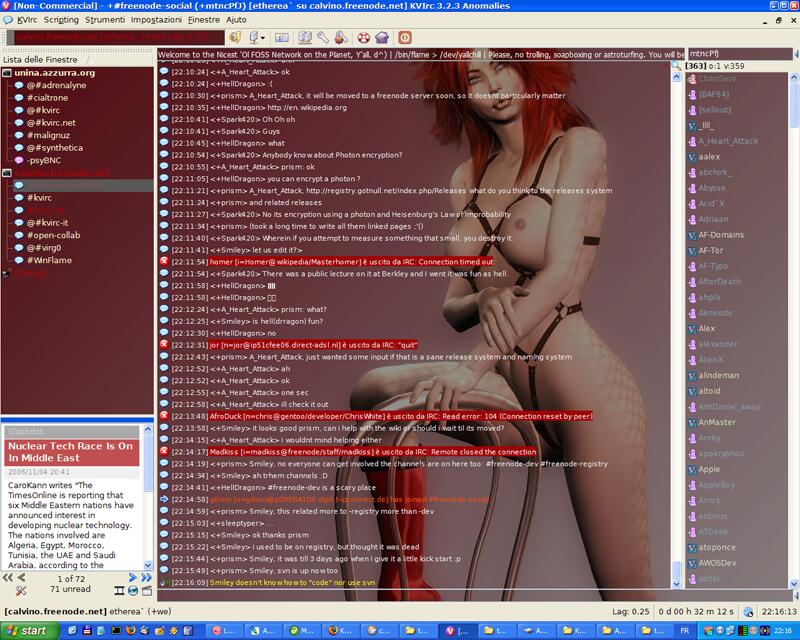 [Non-Commercial] - +#freenode-social (+mtncPfJ) [etherea` su calvino.freenode.net] KVIrc 3.2.3 Anomalies
KVIrc Scripting Strumenti Impostazioni Finestre Aiuto
Lista delle Finestre
unina.azzurra.org
@#adrenalyne
#cialtrone
@#kvirc
@#kvirc.net
#malignuz
@#synthetica
-psyBNC
calvino.freenode.net
#kvirc
@#kvirc-it
#open-collab
@#virg0
#WinFlame
Slashdot
Nuclear Tech Race Is On
In Middle East
2006/11/04 20:41
CaroKann writes "The
TimesOnline is reporting that
six Middle Eastern nations have
announced interest in
developing nuclear technology.
The nations involved are
Algeria, Egypt, Morocco,
Tunisia, the UAE and Saudi
Arabia, according to the
1 of 72
71 unread
Welcome to the Nicest 'Ol FOSS Network on the Planet, Y'all. d^) | /bin/flame > /dev/yalchill | Please, no trolling, soapboxing or astroturfing. You will be
mtncPfJ
[22:10:24] <+A_Heart_Attack> ok
[22:10:24] <+HellDragon> :(
[22:10:30] <+prism> A_Heart_Attack, it will be moved to a freenode server soon, so it doesnt particularly matter
[22:10:35] <+HellDragon> http://en.wikipedia.org
[22:10:41] <+Spark420> Oh Oh oh
[22:10:41] <+Spark420> Guys
[22:10:45] <+HellDragon> what
[22:10:54] <+Spark420> Anybody know about Photon encryption?
[22:10:55] <+A_Heart_Attack> prism: ok
[22:11:05] <+HellDragon> you can encrypt a photon ?
[22:11:21] <+prism> A_Heart_Attack, http://registry.gotnull.net/index.php/Releases what do you think to the releases system
[22:11:24] <+prism> and related releases
[22:11:27] <+Spark420> No its encryption using a photon and Heisenburg's Law of Improbability
[22:11:34] <+prism> (took a long time to write all them linked pages ;'()
[22:11:40] <+Spark420> Wherein if you attempt to measure something that small, you destroy it.
[22:11:41] <+Smiley> let us edit it?>
[22:11:54] homer [i=Homer@wikipedia/Masterhomer] è uscito da IRC: Connection timed out
[22:11:54] <+Spark420> There was a public lecture on it at Berkley and I went it was fun as hell.
[22:11:58] <+HellDragon>
[22:11:58] <+HellDragon>
[22:12:24] <+A_Heart_Attack> prism: what?
[22:12:25] <+Smiley> is hell(drragon) fun?
[22:12:30] <+HellDragon> no
[22:12:31] jor [n=jor@ip51cfee06.direct-adsl.nl] è uscito da IRC: "quit"
[22:12:43] <+prism> A_Heart_Attack, just wanted some input if that is a sane release system and naming system
[22:12:52] <+A_Heart_Attack> ah
[22:12:52] <+A_Heart_Attack> ok
[22:12:55] <+A_Heart_Attack> one sec
[22:12:58] <+A_Heart_Attack> ill check it out
[22:13:48] AfroDuck [n=chris@gentoo/developer/ChrisWhite] è uscito da IRC: Read error: 104 (Connection reset by peer)
[22:13:58] <+Smiley> it looks good prism, can i help with the wiki or should i wait til its moved?
[22:14:15] <+A_Heart_Attack> i wouldnt mind helping either
[22:14:17] Madkiss [i=madkiss@freenode/staff/madkiss] è uscito da IRC: Remote closed the connection
[22:14:19] <+prism> Smiley, no everyone can get involved the channels are on here too: #freenode-dev #freenode-registry
[22:14:34] <+Smiley> ah them channels :D
[22:14:41] <+HellDragon> #freenode-dev is a scary place
[22:14:59] <+prism> Smiley, this related more to -registry more than -dev
[22:15:03] <+sleeptyper> ...
[22:15:15] <+Smiley> ok thanks prism
[22:15:22] <+Smiley> i used to be on registry, but thought it was dead
[22:15:44] <+prism> Smiley, it was till 3 days ago when i give it a little kick start ;p
[22:15:56] <+prism> Smiley, svn is up now too
[22:16:09] Smiley doesn't know how to "code" nor use svn
[363] o:1 v:359
ChanServ
[BAF64]
[sellout]
_llll_
A_Heart_Attack
aalex
abchirk_
Abysse
Acid`X
Adriaan
AF-Domains
AF-Tor
AF-Typo
AfterDeath
ahpla
Akneezle
Alex
alexander
AlienX
alindeman
altoid
AmiDaniel_away
AnMaster
Anrky
apokryphos
Apple
AppleBoy
Arrick
astinus
ATGeek
atoponce
AWOSDev
azrjel
[calvino.freenode.net] etherea` (+we)
Lag: 0.25
0 d 00 h 32 m 12 s
22:16:13
start
FR
22:16